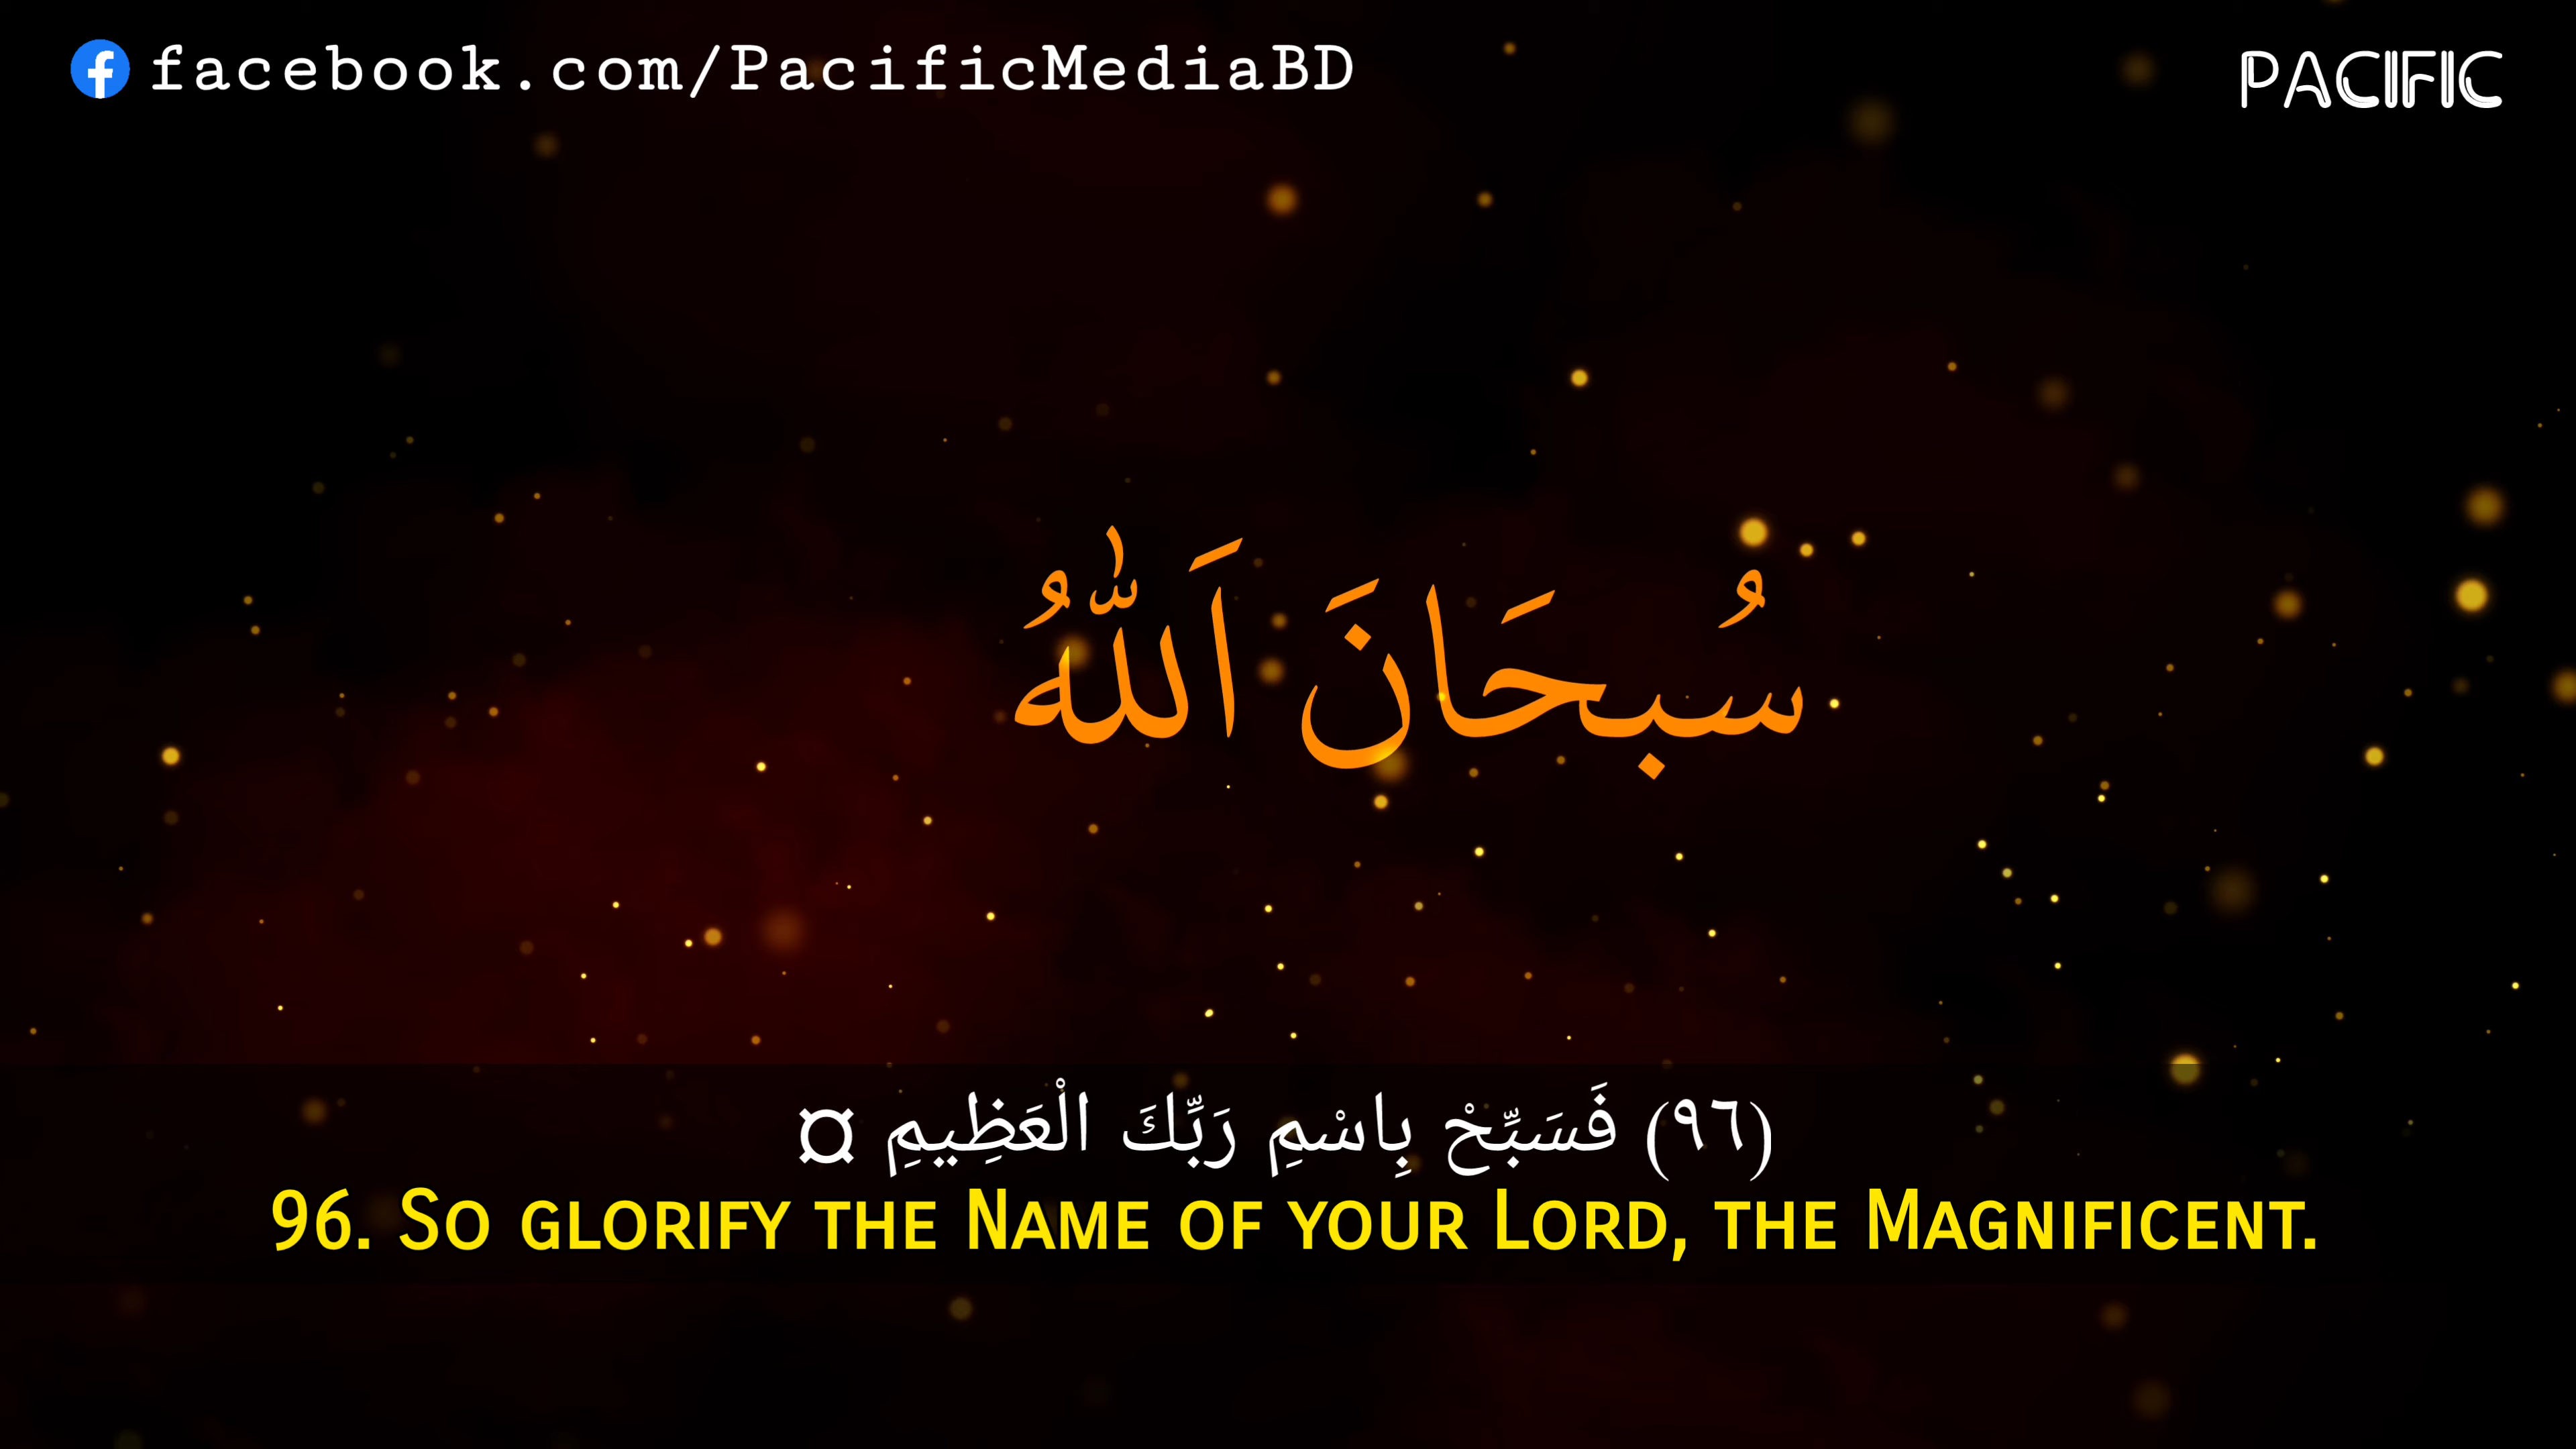 facebook.com/PacificMediaBD
PACIFIC
سُبحَانَ اَللّٰهُ
(٩٦) فَسَبِّحْ بِاسْمِ رَبِّكَ الْعَظِيمِ ¤
96. So glorify the Name of your Lord, the Magnificent.